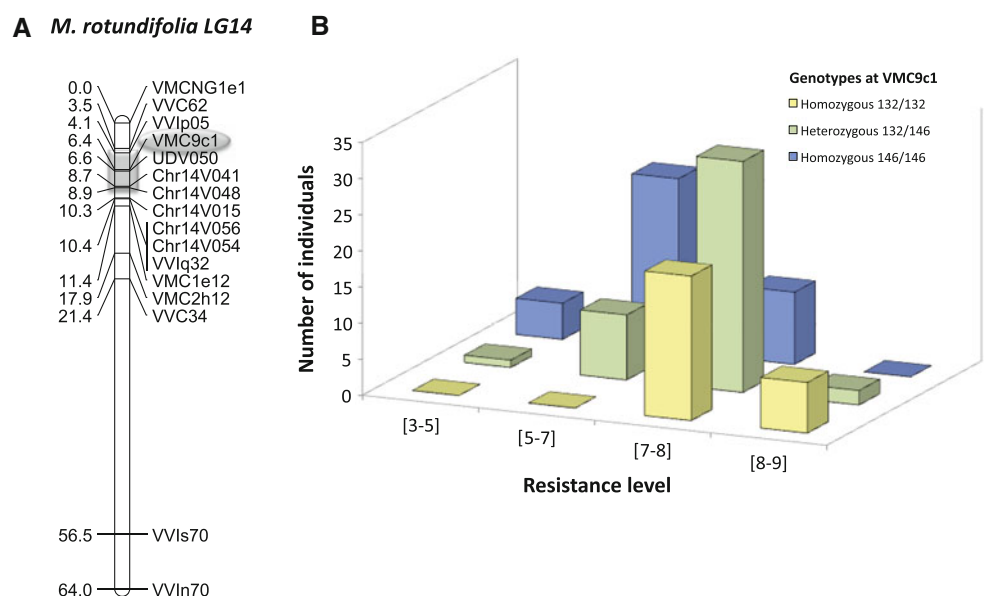 A M. rotundifolia LG14
0.0 VMCNG1e1
3.5 VVC62
4.1 VVIp05
6.4 VMC9c1
6.6 UDV050
8.7 Chr14V041
8.9 Chr14V048
10.3 Chr14V015
Chr14V056
10.4 Chr14V054
VVIq32
11.4 VMC1e12
17.9 VMC2h12
21.4 VVC34
56.5 VVIs70
64.0 VVIn70
B
Genotypes at VMC9c1
Homozygous 132/132
Heterozygous 132/146
Homozygous 146/146
Number of individuals
35
30
25
20
15
10
5
0
[3-5]
[5-7]
[7-8]
[8-9]
Resistance level